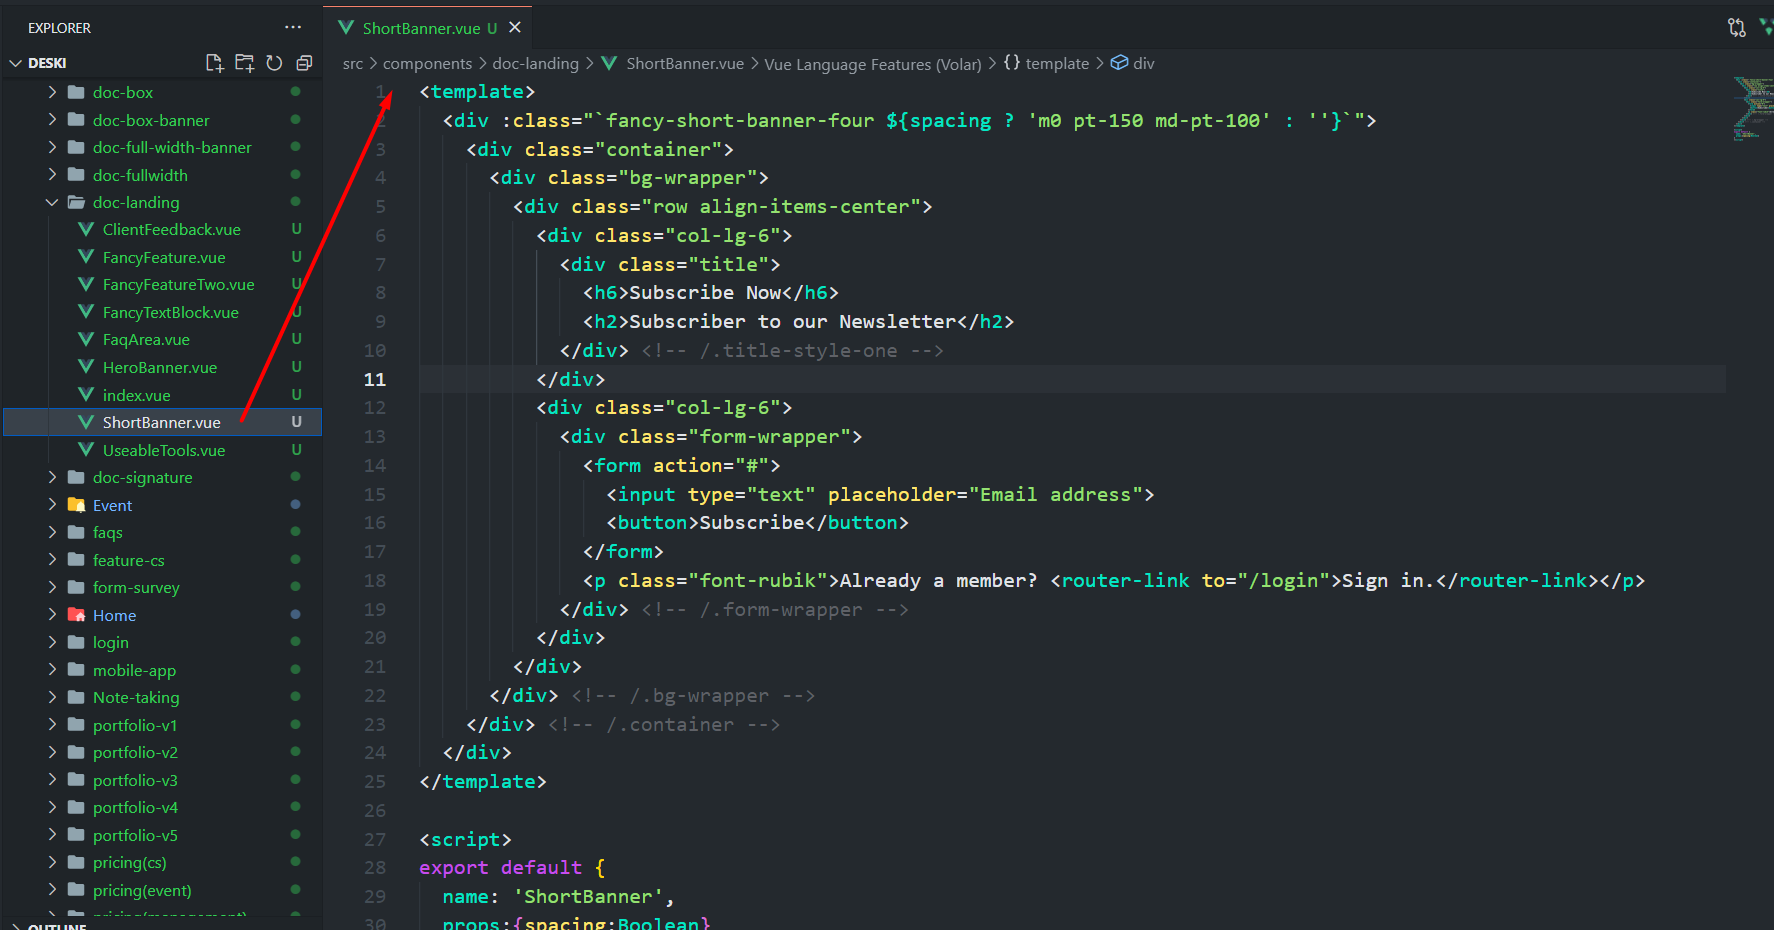 EXPLORER
DESKI
doc-box
doc-box-banner
doc-full-width-banner
doc-fullwidth
doc-landing
ClientFeedback.vue U
FancyFeature.vue U
FancyFeatureTwo.vue U
FancyTextBlock.vue U
FaqArea.vue U
HeroBanner.vue U
index.vue U
ShortBanner.vue U
UseableTools.vue U
doc-signature
Event
faqs
feature-cs
form-survey
Home
login
mobile-app
Note-taking
portfolio-v1
portfolio-v2
portfolio-v3
portfolio-v4
portfolio-v5
pricing(cs)
pricing(event)
pricing(management)
OUTLINE
ShortBanner.vue U
src > components > doc-landing > ShortBanner.vue > Vue Language Features (Volar) > {} template > div
1 <template>
2 <div :class="`fancy-short-banner-four ${spacing ? 'm0 pt-150 md-pt-100' : ''}`">
3 <div class="container">
4 <div class="bg-wrapper">
5 <div class="row align-items-center">
6 <div class="col-lg-6">
7 <div class="title">
8 <h6>Subscribe Now</h6>
9 <h2>Subscriber to our Newsletter</h2>
10 </div> <!-- /.title-style-one -->
11 </div>
12 <div class="col-lg-6">
13 <div class="form-wrapper">
14 <form action="#">
15 <input type="text" placeholder="Email address">
16 <button>Subscribe</button>
17 </form>
18 <p class="font-rubik">Already a member? <router-link to="/login">Sign in.</router-link></p>
19 </div> <!-- /.form-wrapper -->
20 </div>
21 </div>
22 </div> <!-- /.bg-wrapper -->
23 </div> <!-- /.container -->
24 </div>
25 </template>
26
27 <script>
28 export default {
29 name: 'ShortBanner',
30 props:{spacing:Boolean}